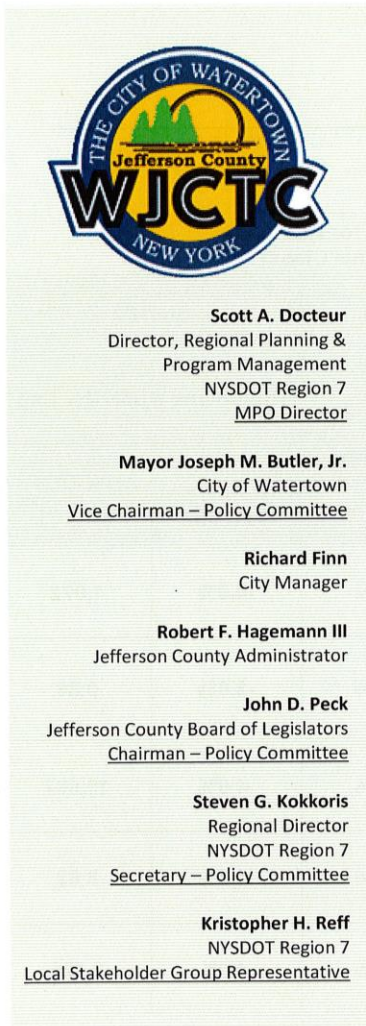 THE CITY OF WATERTOWN
Jefferson County
WJCTC
NEW YORK
Scott A. Docteur
Director, Regional Planning &
Program Management
NYSDOT Region 7
MPO Director
Mayor Joseph M. Butler, Jr.
City of Watertown
Vice Chairman – Policy Committee
Richard Finn
City Manager
Robert F. Hagemann III
Jefferson County Administrator
John D. Peck
Jefferson County Board of Legislators
Chairman – Policy Committee
Steven G. Kokkoris
Regional Director
NYSDOT Region 7
Secretary – Policy Committee
Kristopher H. Reff
NYSDOT Region 7
Local Stakeholder Group Representative